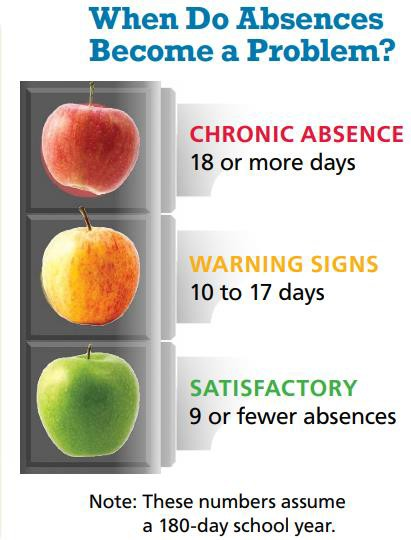 When Do Absences
Become a Problem?
CHRONIC ABSENCE
18 or more days
WARNING SIGNS
10 to 17 days
SATISFACTORY
9 or fewer absences
Note: These numbers assume
a 180-day school year.